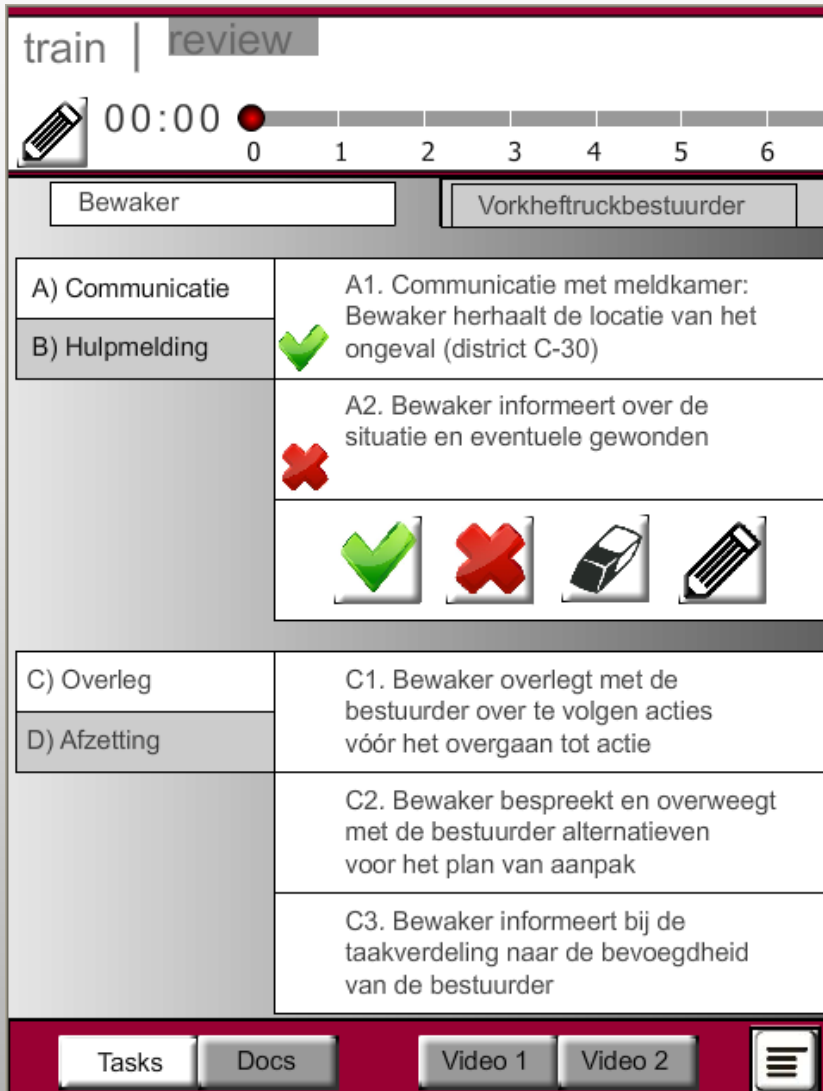 train | review
00:00
0 1 2 3 4 5 6
Bewaker
Vorkheftruckbestuurder
A) Communicatie
B) Hulpmelding
A1. Communicatie met meldkamer:
Bewaker herhaalt de locatie van het
ongeval (district C-30)
A2. Bewaker informeert over de
situatie en eventuele gewonden
C) Overleg
D) Afzetting
C1. Bewaker overlegt met de
bestuurder over te volgen acties
vóór het overgaan tot actie
C2. Bewaker bespreekt en overweegt
met de bestuurder alternatieven
voor het plan van aanpak
C3. Bewaker informeert bij de
taakverdeling naar de bevoegdheid
van de bestuurder
Tasks
Docs
Video 1
Video 2